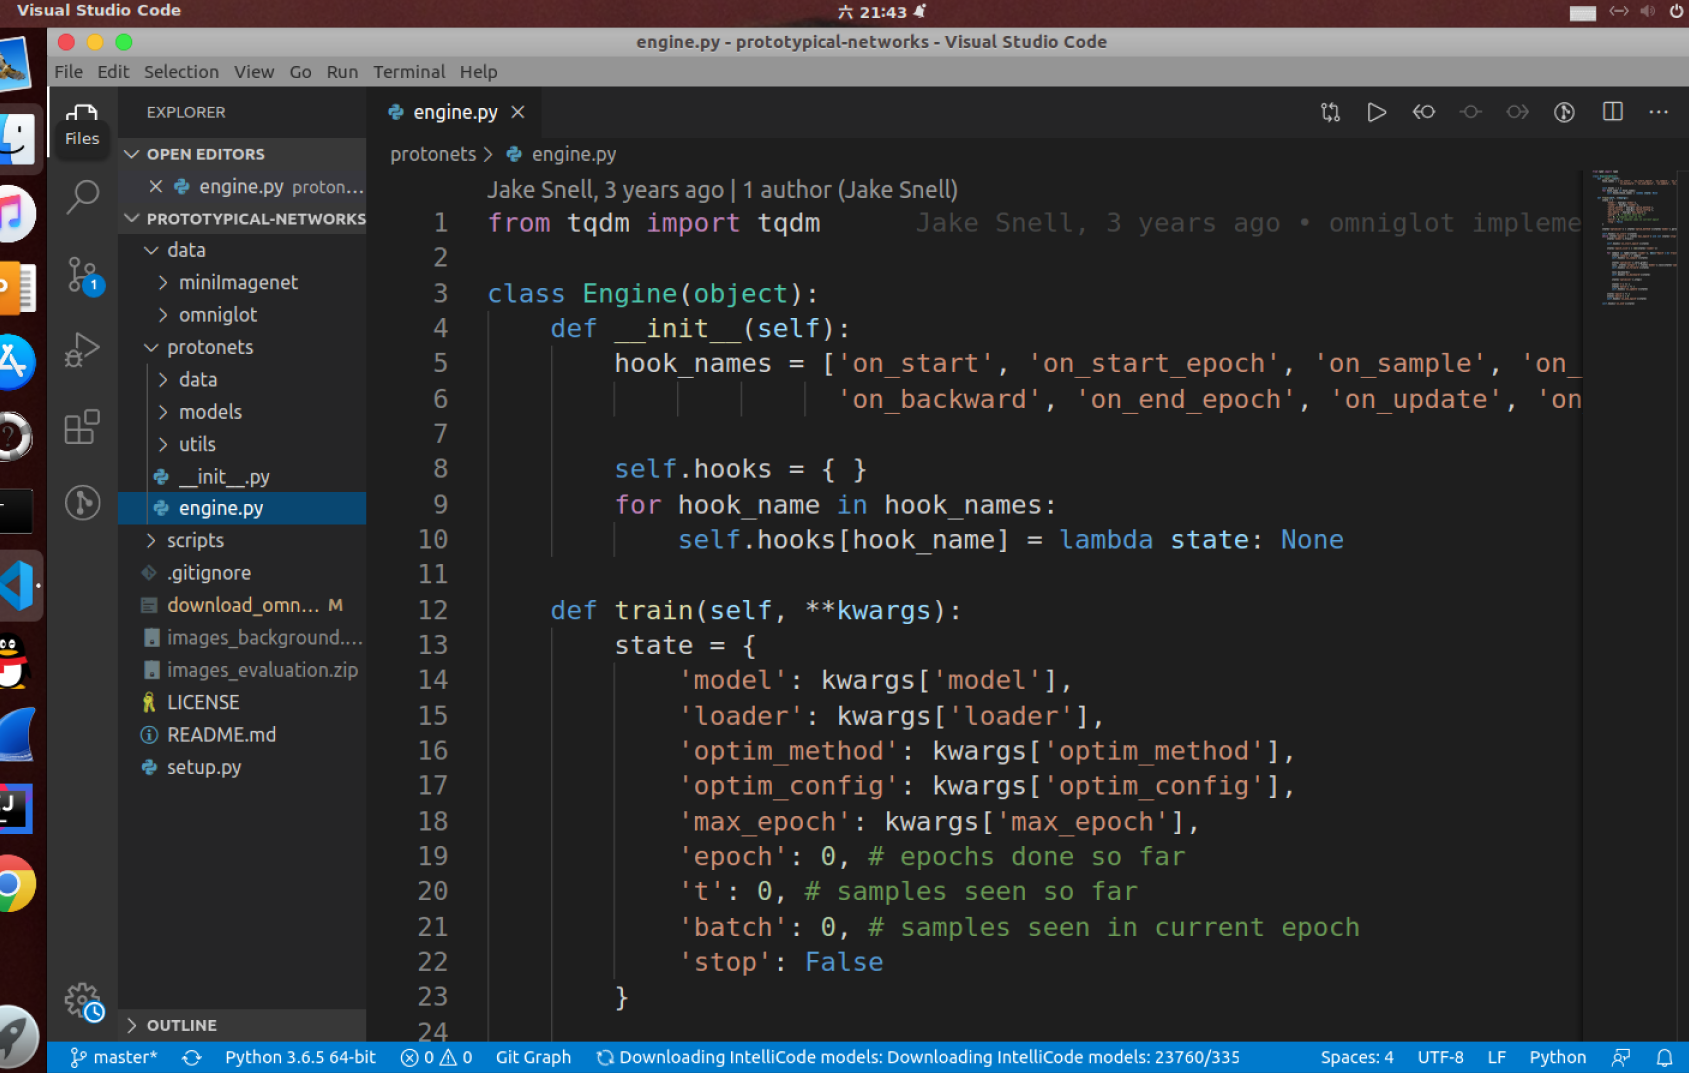 Visual Studio Code
六 21:43
engine.py - prototypical-networks - Visual Studio Code
File Edit Selection View Go Run Terminal Help
Files
1
EXPLORER
OPEN EDITORS
engine.py proton...
PROTOTYPICAL-NETWORKS
data
miniImagenet
omniglot
protonets
data
models
utils
__init__.py
engine.py
scripts
.gitignore
download_omn... M
images_background....
images_evaluation.zip
LICENSE
README.md
setup.py
OUTLINE
engine.py
protonets > engine.py
Jake Snell, 3 years ago | 1 author (Jake Snell)
1 from tqdm import tqdm Jake Snell, 3 years ago • omniglot impleme
2
3 class Engine(object):
4 def __init__(self):
5 hook_names = ['on_start', 'on_start_epoch', 'on_sample', 'on_
6 'on_backward', 'on_end_epoch', 'on_update', 'on
7
8 self.hooks = { }
9 for hook_name in hook_names:
10 self.hooks[hook_name] = lambda state: None
11
12 def train(self, **kwargs):
13 state = {
14 'model': kwargs['model'],
15 'loader': kwargs['loader'],
16 'optim_method': kwargs['optim_method'],
17 'optim_config': kwargs['optim_config'],
18 'max_epoch': kwargs['max_epoch'],
19 'epoch': 0, # epochs done so far
20 't': 0, # samples seen so far
21 'batch': 0, # samples seen in current epoch
22 'stop': False
23 }
24
master* Python 3.6.5 64-bit 0 0 Git Graph Downloading IntelliCode models: Downloading IntelliCode models: 23760/335 Spaces: 4 UTF-8 LF Python